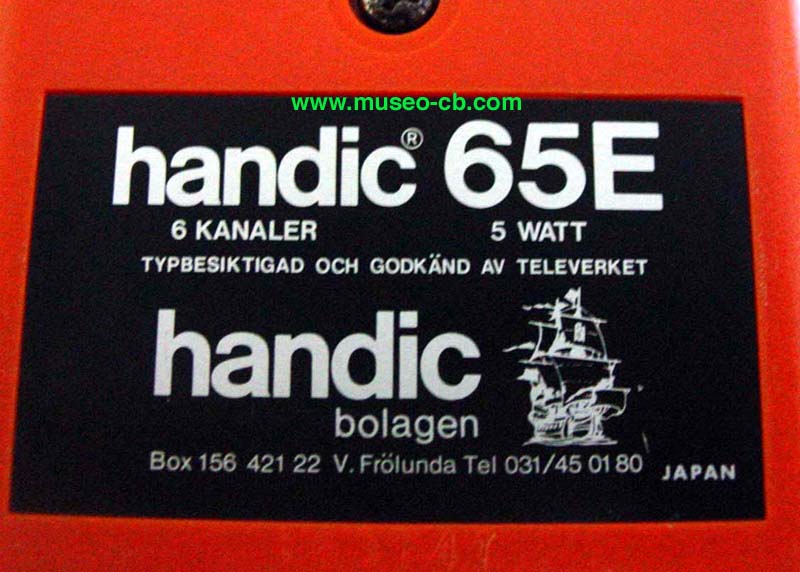 www.museo-cb.com
handic® 65E
6 KANALER 5 WATT
TYPBESIKTIGAD OCH GODKÄND AV TELEVERKET
handic
bolagen
Box 156 421 22 V. Frölunda Tel 031/45 01 80 JAPAN